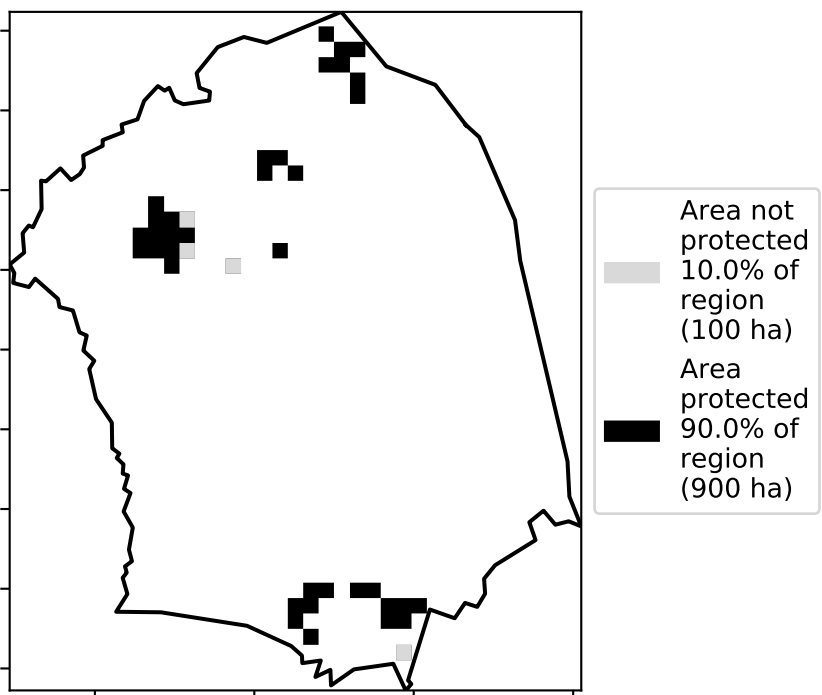 Area not
protected
10.0% of
region
(100 ha)
Area
protected
90.0% of
region
(900 ha)